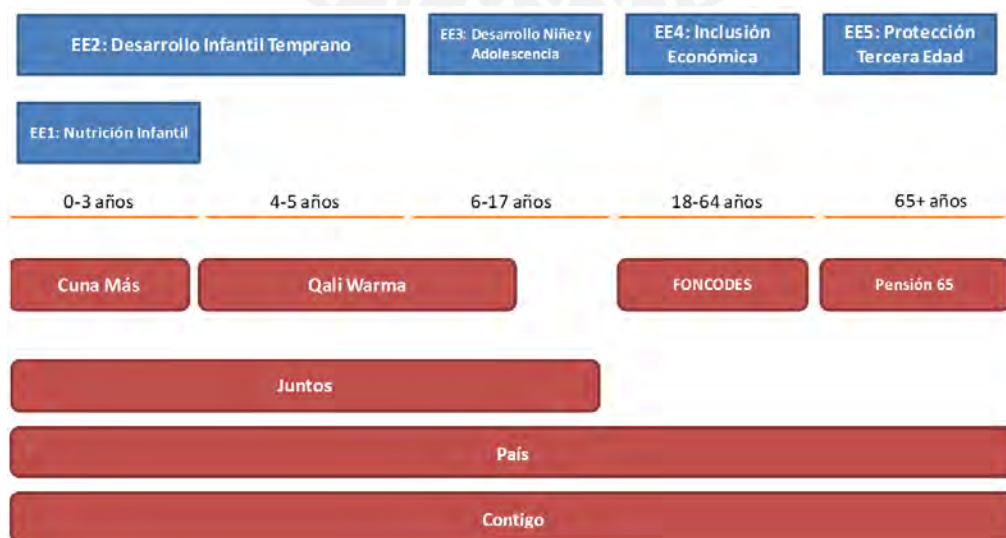 EE2: Desarrollo Infantil Temprano
EE3: Desarrollo Niñez y
Adolescencia
EE4: Inclusión
Económica
EE5: Protección
Tercera Edad
EE1: Nutrición Infantil
0-3 años
4-5 años
6-17 años
18-64 años
65+ años
Cuna Más
Qali Warma
FONCODES
Pensión 65
Juntos
País
Contigo